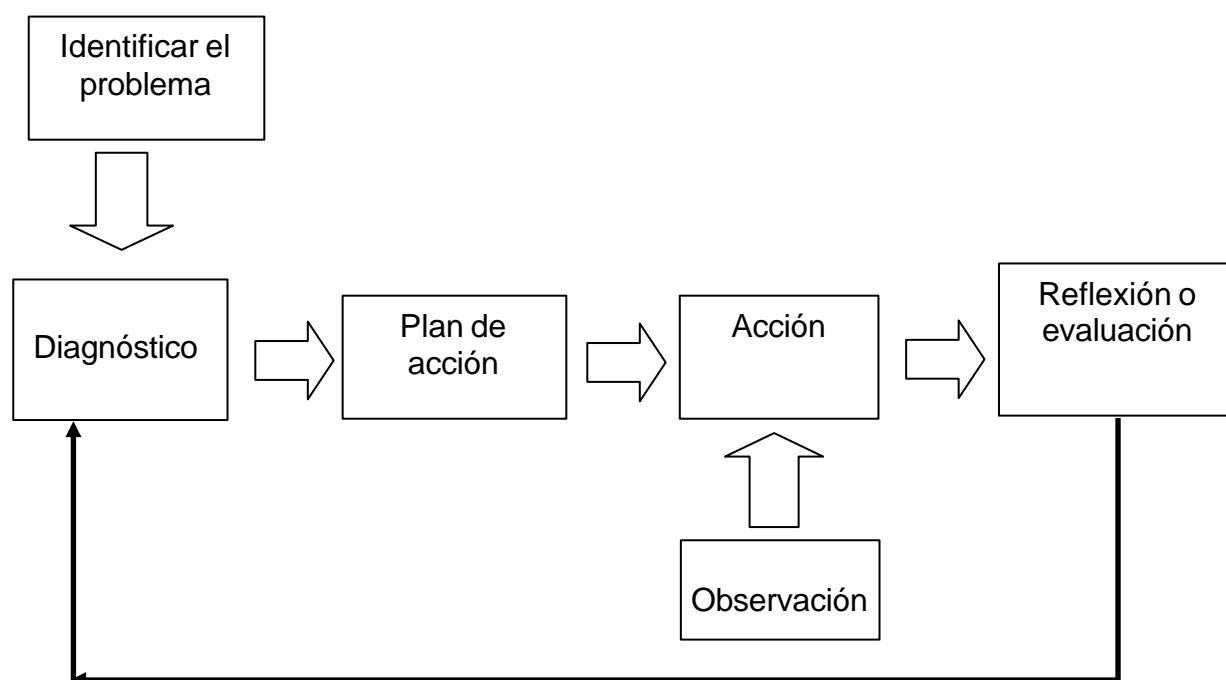 Identificar el
problema
Diagnóstico
Plan de
acción
Acción
Reflexión o
evaluación
Observación